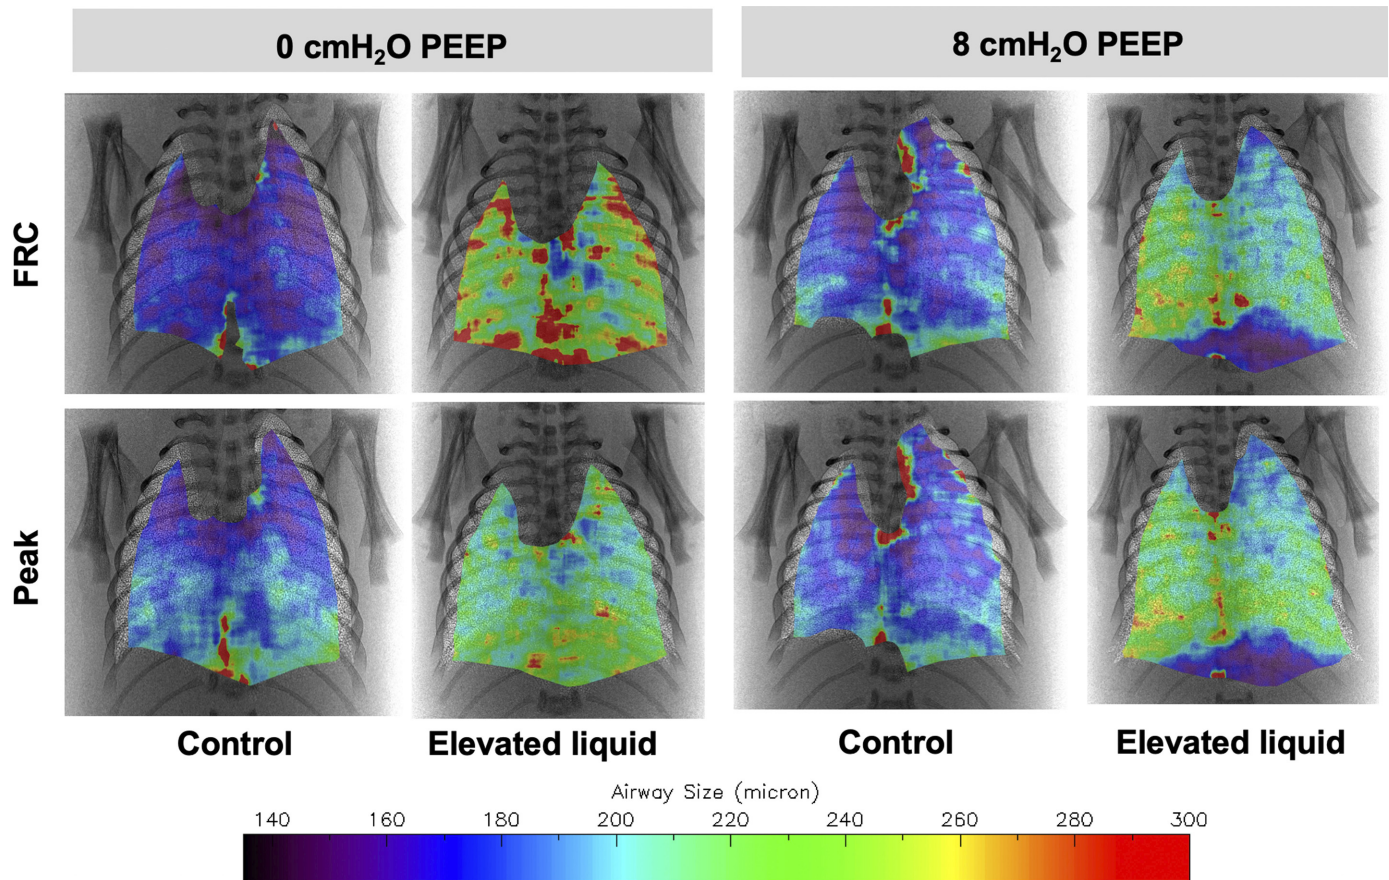 0 cmH₂O PEEP
8 cmH₂O PEEP
FRC
Peak
Control
Elevated liquid
Control
Elevated liquid
Airway Size (micron)
140 160 180 200 220 240 260 280 300